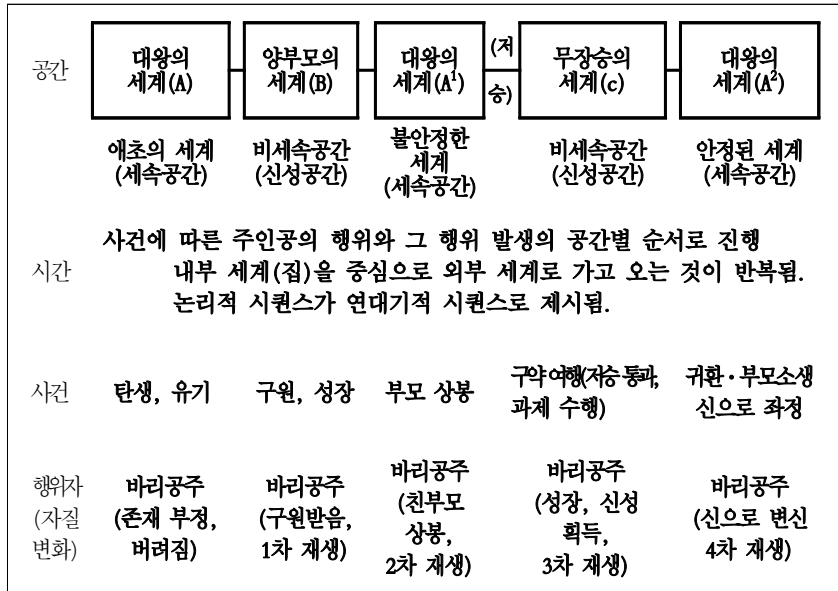 공간
대왕의
세계(A)
양부모의
세계(B)
대왕의
세계(A¹)
(저
승)
무장승의
세계(c)
대왕의
세계(A²)
애초의 세계
(세속공간)
비세속공간
(신성공간)
불안정한
세계
(세속공간)
비세속공간
(신성공간)
안정된 세계
(세속공간)
시간
사건에 따른 주인공의 행위와 그 행위 발생의 공간별 순서로 진행
내부 세계(집)을 중심으로 외부 세계로 가고 오는 것이 반복됨.
논리적 시퀀스가 연대기적 시퀀스로 제시됨.
사건
탄생, 유기
구원, 성장
부모 상봉
구약 여행(저승 통과,
과제 수행)
귀환·부모소생
신으로 좌정
행위자
(자질
변화)
바리공주
(존재 부정,
버려짐)
바리공주
(구원받음,
1차 재생)
바리공주
(친부모
상봉,
2차 재생)
바리공주
(성장, 신성
획득,
3차 재생)
바리공주
(신으로 변신
4차 재생)